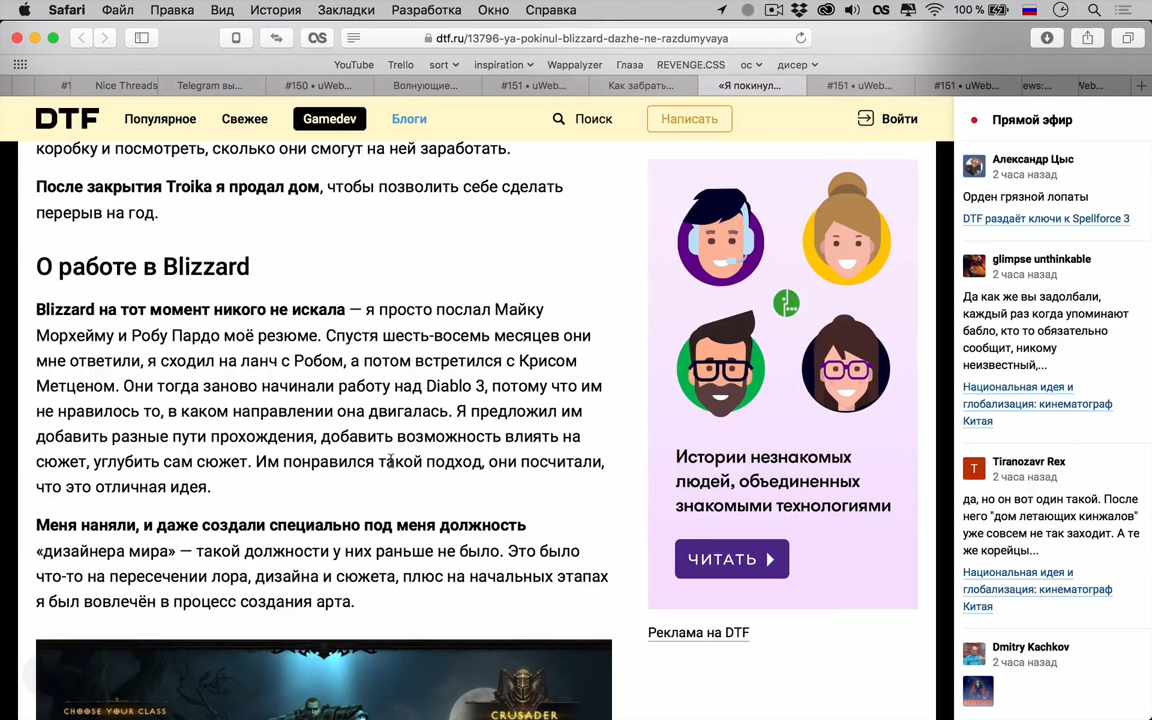 Safari Файл Правка Вид История Закладки Разработка Окно Справка 100 %
dtf.ru/13796-ya-pokinul-blizzard-dazhe-ne-razdumyvaya
YouTube Trello sort inspiration Wappalyzer Глаза REVENGE.CSS ос дисер
#1 Nice Threads Telegram вы... #150 • uWeb... Волнующие... #151 • uWeb... Как забрать... «Я покинул... #151 • uWeb... #151 • uWeb... ews:... Web...
DTF Популярное Свежее Gamedev Блоги Поиск Написать Войти
коробку и посмотреть, сколько они смогут на ней заработать.
После закрытия Troika я продал дом, чтобы позволить себе сделать
перерыв на год.
О работе в Blizzard
Blizzard на тот момент никого не искала — я просто послал Майку
Морхейму и Робу Пардо моё резюме. Спустя шесть-восемь месяцев они
мне ответили, я сходил на ланч с Робом, а потом встретился с Крисом
Метценом. Они тогда заново начинали работу над Diablo 3, потому что им
не нравилось то, в каком направлении она двигалась. Я предложил им
добавить разные пути прохождения, добавить возможность влиять на
сюжет, углубить сам сюжет. Им понравился такой подход, они посчитали,
что это отличная идея.
Меня наняли, и даже создали специально под меня должность
«дизайнера мира» — такой должности у них раньше не было. Это было
что-то на пересечении лора, дизайна и сюжета, плюс на начальных этапах
я был вовлечён в процесс создания арта.
CHOOSE YOUR CLASS
CRUSADER
Истории незнакомых
людей, объединенных
знакомыми технологиями
ЧИТАТЬ
Реклама на DTF
Прямой эфир
Александр Цыс
2 часа назад
Орден грязной лопаты
DTF раздаёт ключи к Spellforce 3
glimpse unthinkable
2 часа назад
Да как же вы задолбали,
каждый раз когда упоминают
бабло, кто то обязательно
сообщит, никому
неизвестный,...
Национальная идея и
глобализация: кинематограф
Китая
T
Tiranozavr Rex
2 часа назад
да, но он вот один такой. После
него "дом летающих кинжалов"
уже совсем не так заходит. А те
же корейцы...
Национальная идея и
глобализация: кинематограф
Китая
Dmitry Kachkov
2 часа назад